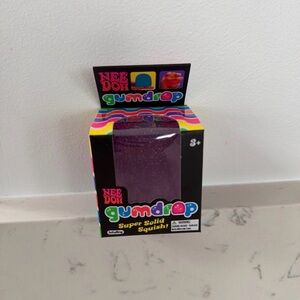 NEE
DOH
gumdrop
3+
NEE
DOH
gumdrop
Super Solid
Squish!